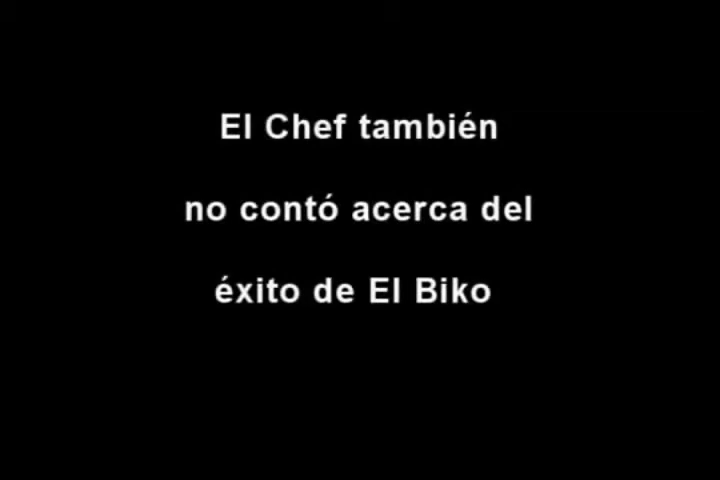 El Chef también
no contó acerca del
éxito de El Biko